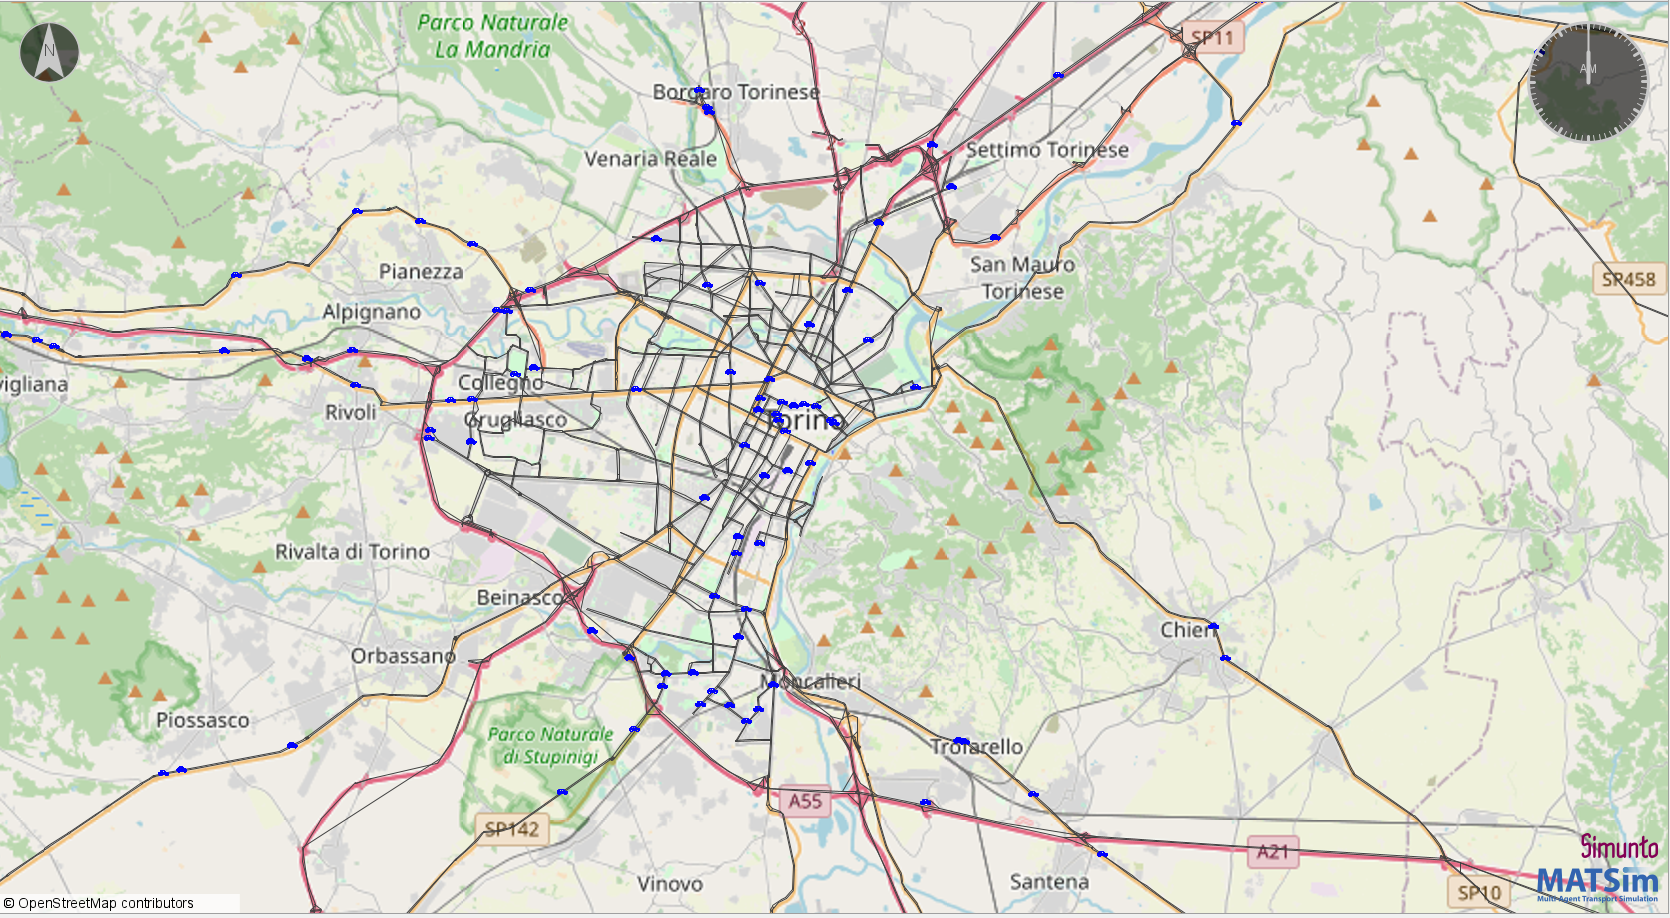 Parco Naturale
La Mandria
SP11
N
AM
Borgaro Torinese
Settimo Torinese
Venaria Reale
Pianezza
San Mauro
Torinese
SP458
Alpignano
vigliana
Collegno
Rivoli
Grugliasco
Torino
Rivalta di Torino
Beinasco
Chieri
Orbassano
Moncalieri
Piossasco
Parco Naturale
di Stupinigi
Trofarello
A55
SP142
A21
Simunto
Vinovo
Santena
MATSim
Multi-Agent Transport Simulation
SP10
© OpenStreetMap contributors